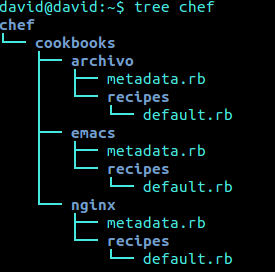 david@david:~$ tree chef
chef
└── cookbooks
    ├── archivo
    │   ├── metadata.rb
    │   └── recipes
    │       └── default.rb
    ├── emacs
    │   ├── metadata.rb
    │   └── recipes
    │       └── default.rb
    └── nginx
        ├── metadata.rb
        └── recipes
            └── default.rb